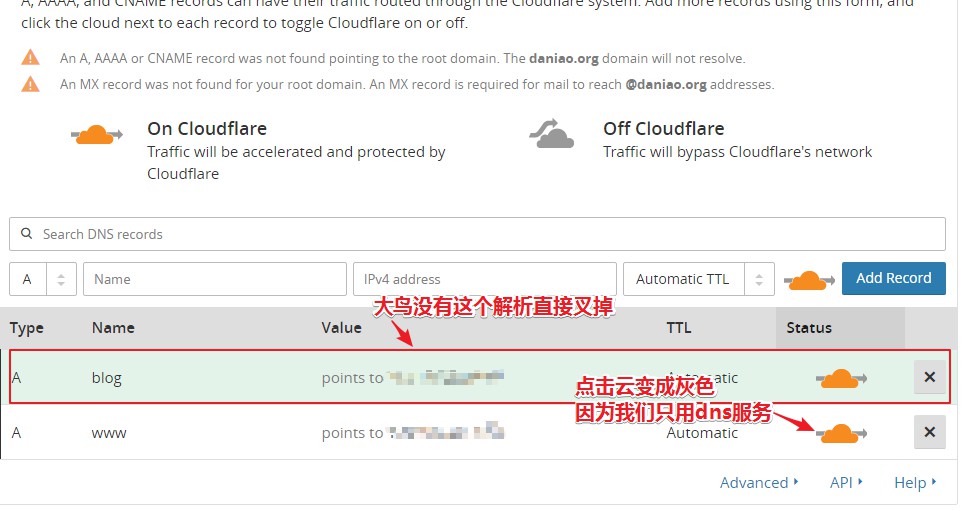 A, AAAA, and CNAME records can have their traffic routed through the Cloudflare system. Add more records using this form, and
click the cloud next to each record to toggle Cloudflare on or off.
An A, AAAA or CNAME record was not found pointing to the root domain. The daniao.org domain will not resolve.
An MX record was not found for your root domain. An MX record is required for mail to reach @daniao.org addresses.
On Cloudflare
Traffic will be accelerated and protected by
Cloudflare
Off Cloudflare
Traffic will bypass Cloudflare's network
Search DNS records
A
Name
IPv4 address
Automatic TTL
Add Record
大鸟没有这个解析直接叉掉
Type
Name
Value
TTL
Status
A
blog
points to
Automatic
点击云变成灰色
因为我们只用dns服务
A
www
points to
Automatic
Advanced
API
Help